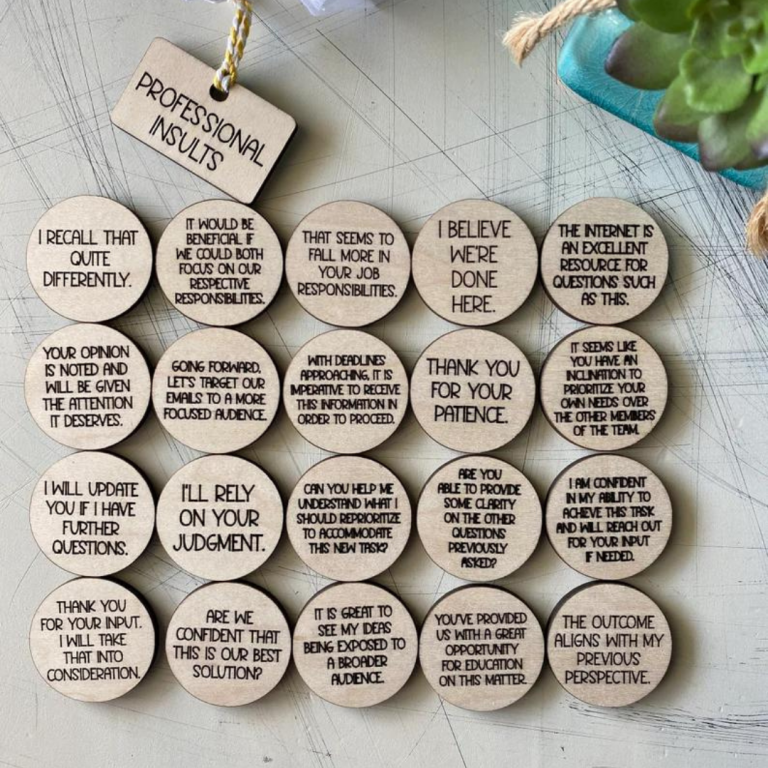 PROFESSIONAL
INSULTS
I RECALL THAT
QUITE
DIFFERENTLY.
IT WOULD BE
BENEFICIAL IF
WE COULD BOTH
FOCUS ON OUR
RESPECTIVE
RESPONSIBILITIES.
THAT SEEMS TO
FALL MORE IN
YOUR JOB
RESPONSIBILITIES.
I BELIEVE
WE'RE
DONE
HERE.
THE INTERNET IS
AN EXCELLENT
RESOURCE FOR
QUESTIONS SUCH
AS THIS.
YOUR OPINION
IS NOTED AND
WILL BE GIVEN
THE ATTENTION
IT DESERVES.
GOING FORWARD,
LET'S TARGET OUR
EMAILS TO A MORE
FOCUSED AUDIENCE.
WITH DEADLINES
APPROACHING, IT IS
IMPERATIVE TO RECEIVE
THIS INFORMATION IN
ORDER TO PROCEED.
THANK YOU
FOR YOUR
PATIENCE.
IT SEEMS LIKE
YOU HAVE AN
INCLINATION TO
PRIORITIZE YOUR
OWN NEEDS OVER
THE OTHER MEMBERS
OF THE TEAM.
I WILL UPDATE
YOU IF I HAVE
FURTHER
QUESTIONS.
I'LL RELY
ON YOUR
JUDGMENT.
CAN YOU HELP ME
UNDERSTAND WHAT I
SHOULD REPRIORITIZE
TO ACCOMMODATE
THIS NEW TASK?
ARE YOU
ABLE TO PROVIDE
SOME CLARITY
ON THE OTHER
QUESTIONS
PREVIOUSLY
ASKED?
I AM CONFIDENT
IN MY ABILITY TO
ACHIEVE THIS TASK
AND WILL REACH OUT
FOR YOUR INPUT
IF NEEDED.
THANK YOU
FOR YOUR INPUT.
I WILL TAKE
THAT INTO
CONSIDERATION.
ARE WE
CONFIDENT THAT
THIS IS OUR BEST
SOLUTION?
IT IS GREAT TO
SEE MY IDEAS
BEING EXPOSED TO
A BROADER
AUDIENCE.
YOU'VE PROVIDED
US WITH A GREAT
OPPORTUNITY
FOR EDUCATION
ON THIS MATTER.
THE OUTCOME
ALIGNS WITH MY
PREVIOUS
PERSPECTIVE.